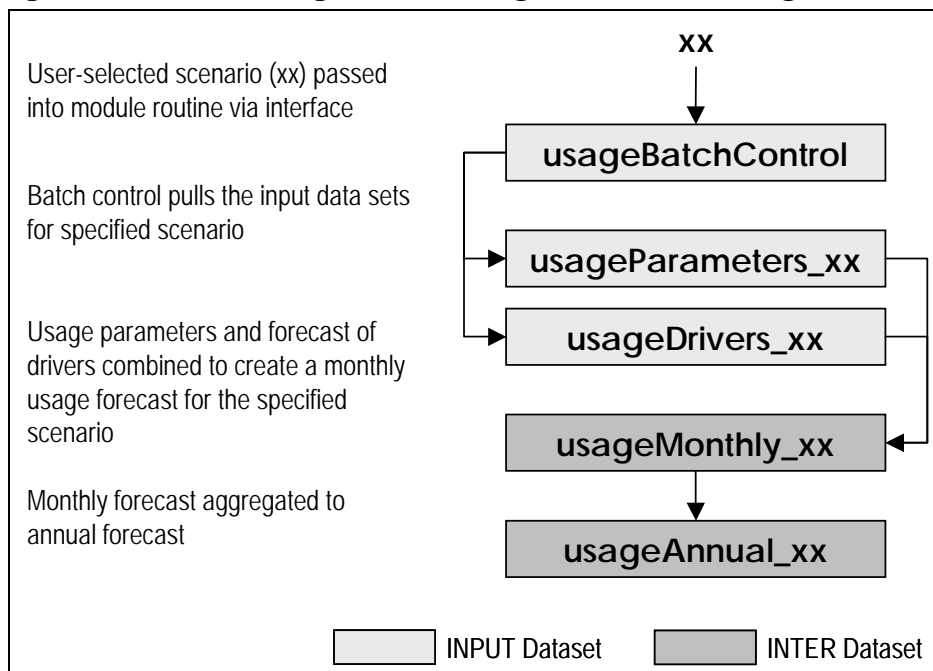 xx
User-selected scenario (xx) passed
into module routine via interface
usageBatchControl
Batch control pulls the input data sets
for specified scenario
usageParameters_xx
usageDrivers_xx
Usage parameters and forecast of
drivers combined to create a monthly
usage forecast for the specified
scenario
usageMonthly_xx
Monthly forecast aggregated to
annual forecast
usageAnnual_xx
INPUT Dataset
INTER Dataset